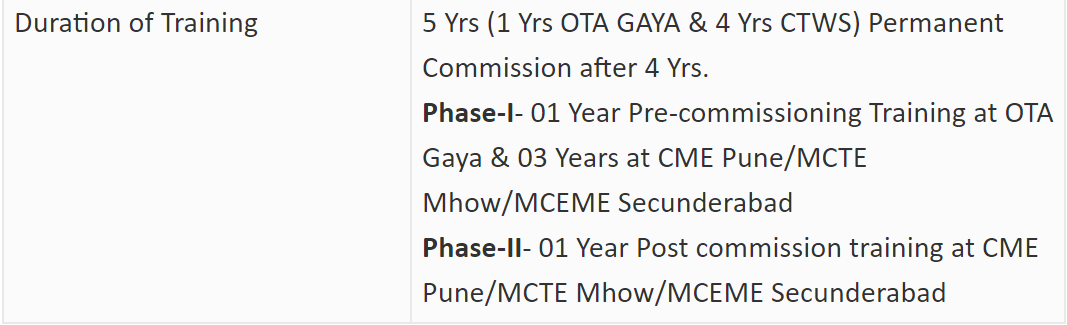 Duration of Training
5 Yrs (1 Yrs OTA GAYA & 4 Yrs CTWS) Permanent
Commission after 4 Yrs.
Phase-I- 01 Year Pre-commissioning Training at OTA
Gaya & 03 Years at CME Pune/MCTE
Mhow/MCEME Secunderabad
Phase-II- 01 Year Post commission training at CME
Pune/MCTE Mhow/MCEME Secunderabad